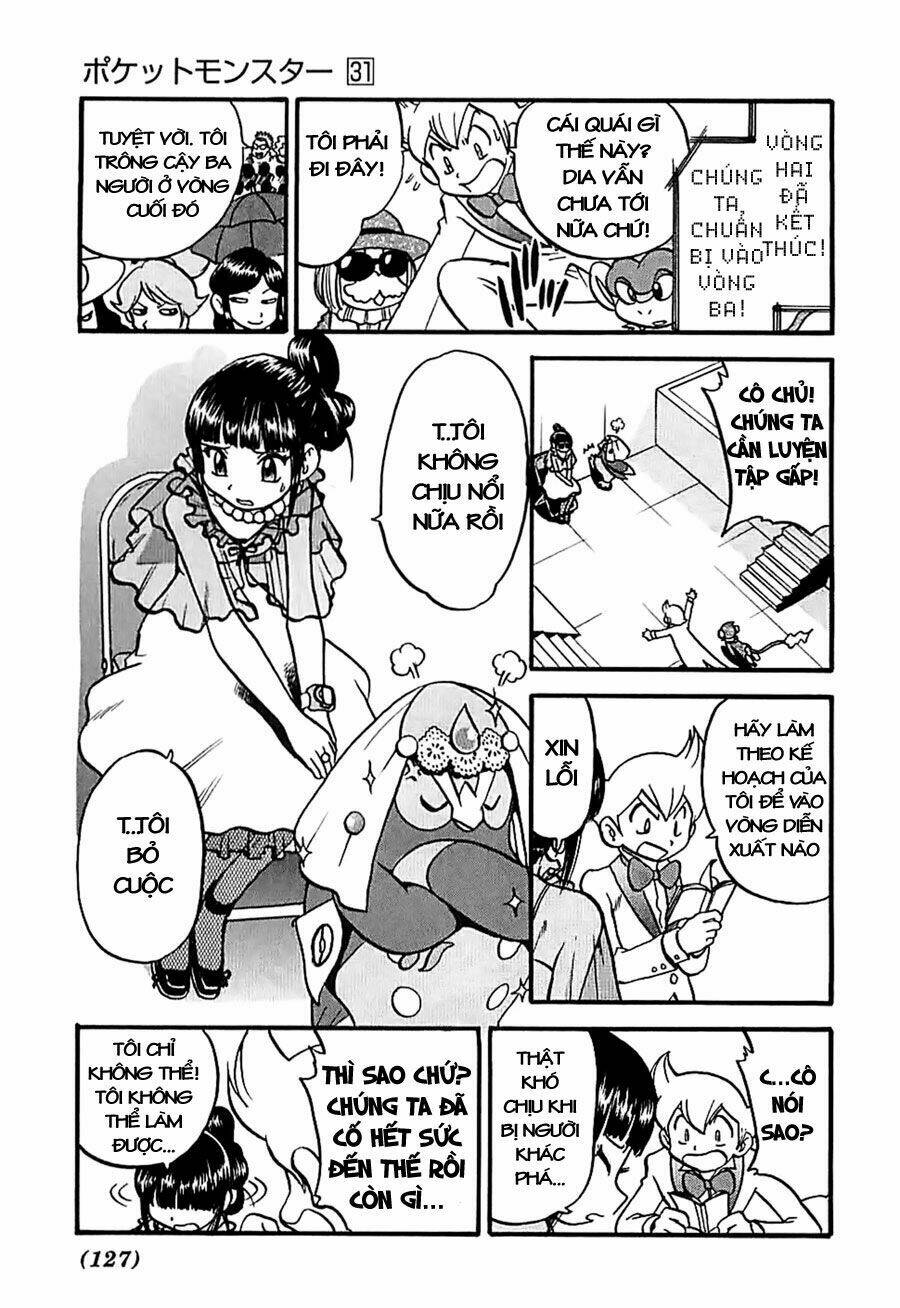 ポケットモンスター 31
VÒNG
HAI
ĐÃ
KẾT
THÚC!
CHÚNG
TA
CHUẨN
BỊ VÀO
VÒNG
BA!
CÁI QUÁI GÌ
THẾ NÀY?
DIA VẪN
CHƯA TỚI
NỮA CHỨ!
TÔI PHẢI
ĐI ĐÂY!
TUYỆT VỜI. TÔI
TRÔNG CẬY BA
NGƯỜI Ở VÒNG
CUỐI ĐÓ
CÔ CHỦ!
CHÚNG TA
CẦN LUYỆN
TẬP GẤP!
T..TÔI
KHÔNG
CHỊU NỔI
NỮA RỒI
T..TÔI
BỎ
CUỘC
HÃY LÀM
THEO KẾ
HOẠCH CỦA
TÔI ĐỂ VÀO
VÒNG DIỄN
XUẤT NÀO
XIN
LỖI
C...CÔ
NÓI
SAO?
THẬT
KHÓ
CHỊU KHI
BỊ NGƯỜI
KHÁC
PHÁ...
THÌ SAO CHỨ?
CHÚNG TA ĐÃ
CỐ HẾT SỨC
ĐẾN THẾ RỒI
CÒN GÌ...
TÔI CHỈ
KHÔNG THỂ!
TÔI KHÔNG
THỂ LÀM
ĐƯỢC...
(127)